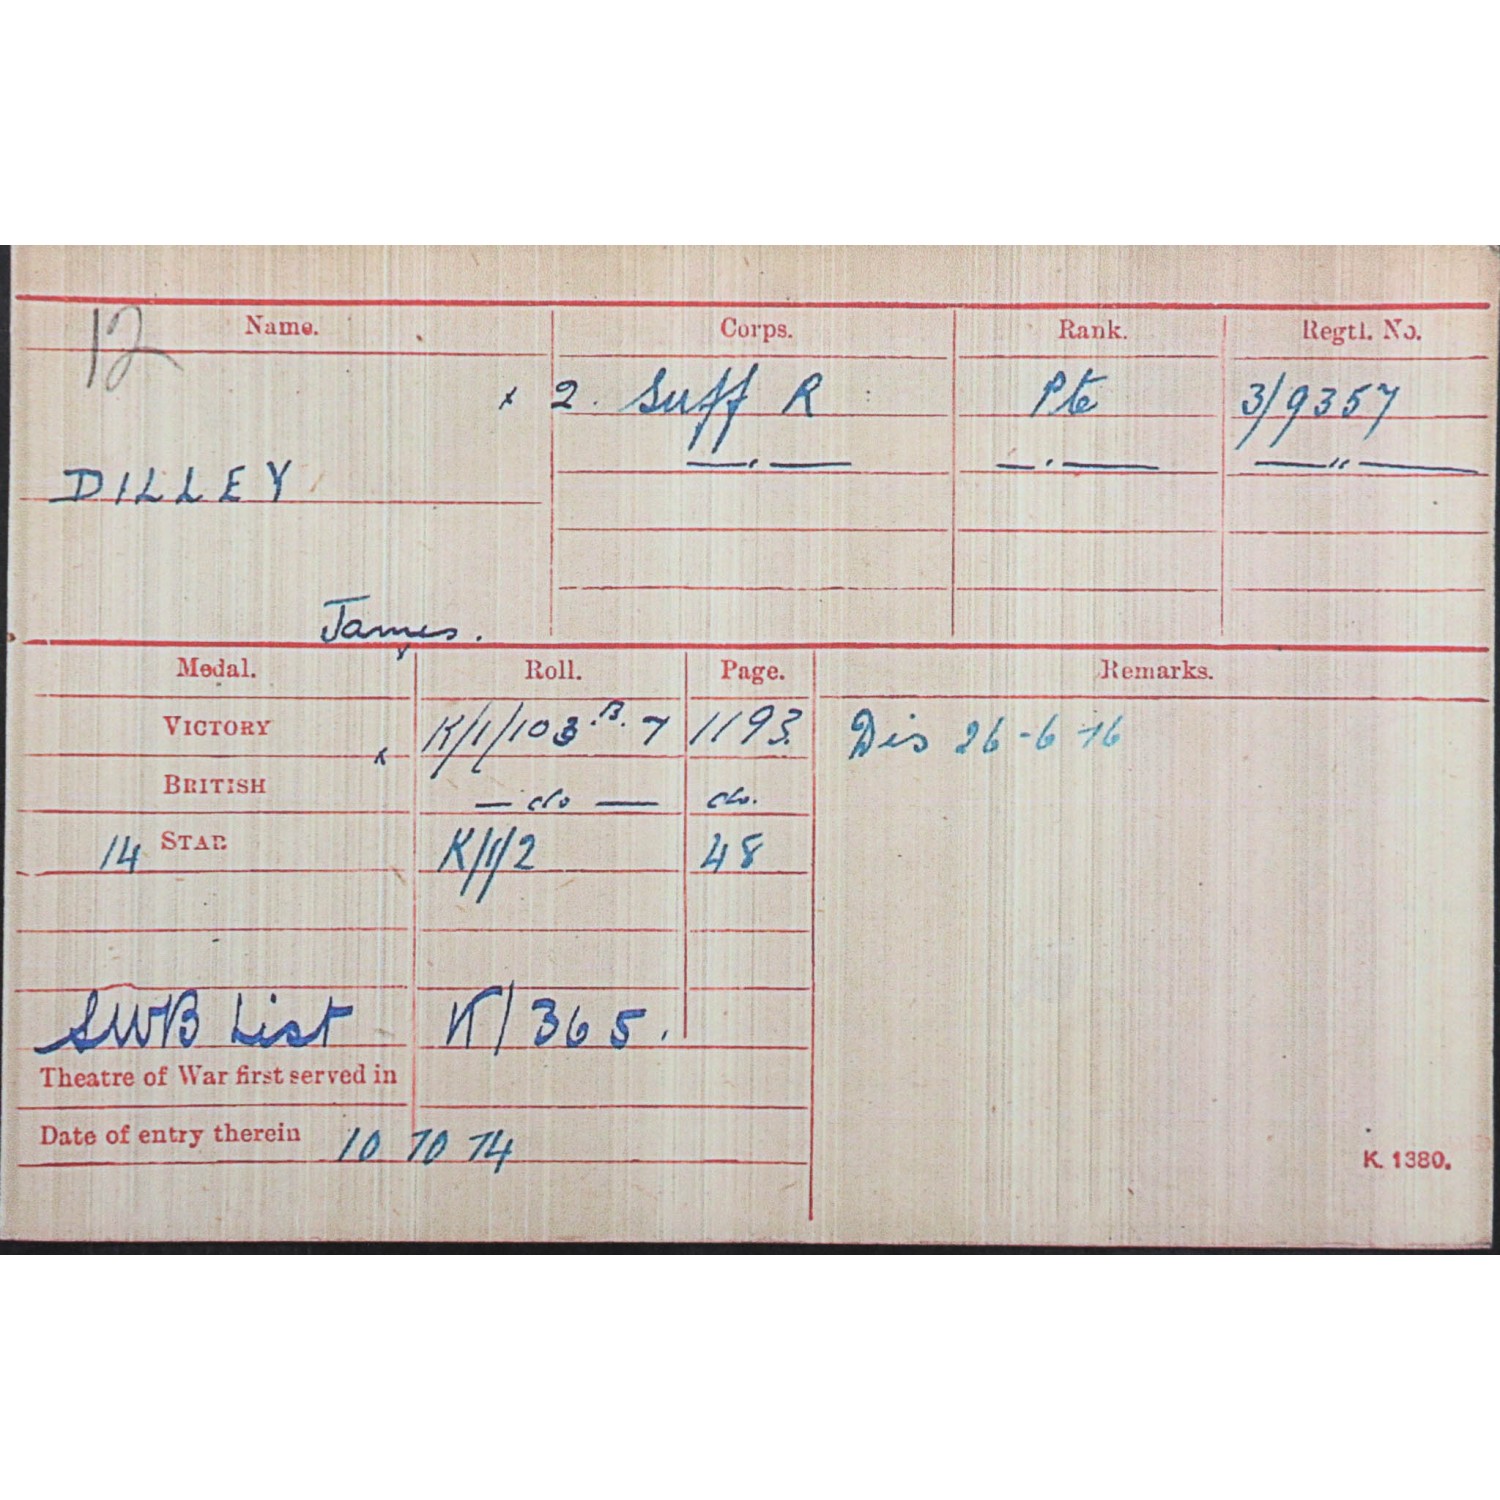 12 Name. Corps. Rank. Regtl. No.
x 2. Suff R Pte 3/9357
DILLEY —,— —.— —"—
James.
Medal. Roll. Page. Remarks.
VICTORY x K/1/103.B.7 1193. Dis 26-6-16
BRITISH — do — do.
14 STAR K/1/2 48
SWB List K/365.
Theatre of War first served in
Date of entry therein 10 10 14
K. 1380.